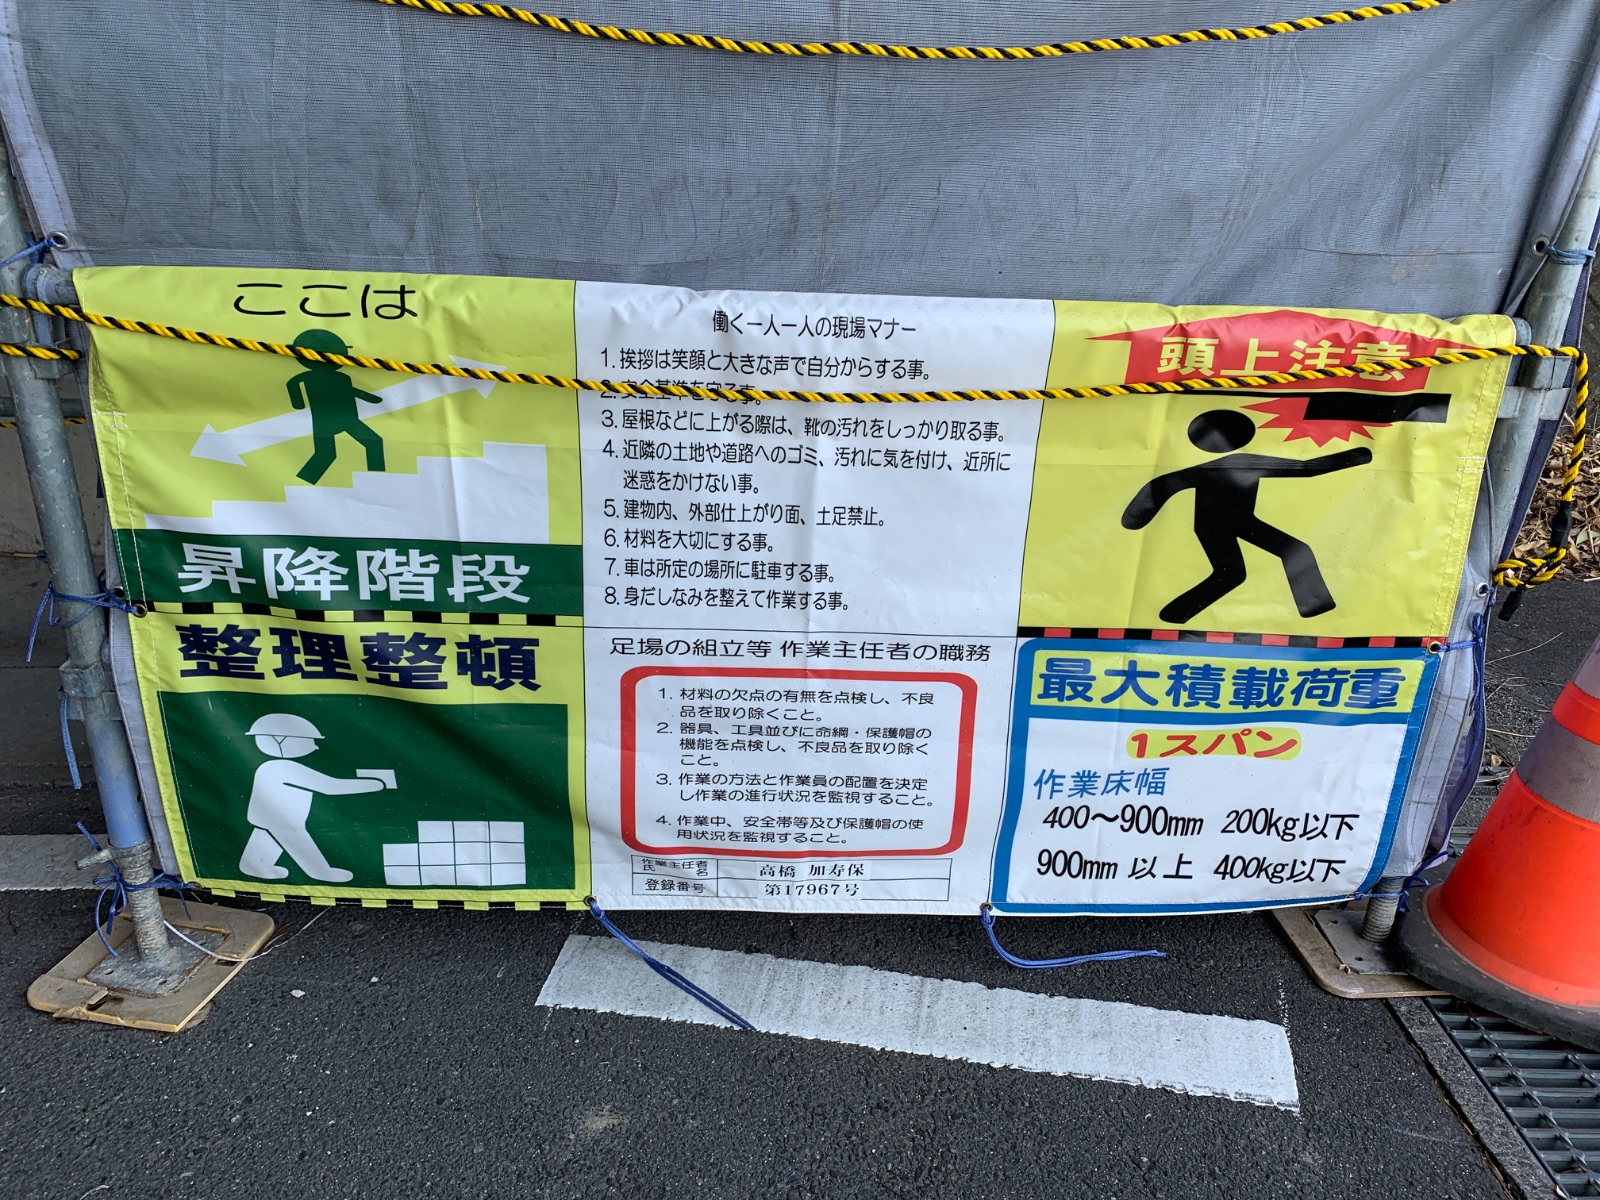 ここは
昇降階段
整理整頓
働く一人一人の現場マナー
1. 挨拶は笑顔と大きな声で自分からする事。
2. 安全基準を守る事。
3. 屋根などに上がる際は、靴の汚れをしっかり取る事。
4. 近隣の土地や道路へのゴミ、汚れに気を付け、近所に
迷惑をかけない事。
5. 建物内、外部仕上がり面、土足禁止。
6. 材料を大切にする事。
7. 車は所定の場所に駐車する事。
8. 身だしなみを整えて作業する事。
足場の組立等 作業主任者の職務
1. 材料の欠点の有無を点検し、不良
品を取り除くこと。
2. 器具、工具並びに命綱・保護帽の
機能を点検し、不良品を取り除く
こと。
3. 作業の方法と作業員の配置を決定
し作業の進行状況を監視すること。
4. 作業中、安全帯等及び保護帽の使
用状況を監視すること。
作業主任者
氏名 高橋 加寿保
登録番号 第17967号
頭上注意
最大積載荷重
1スパン
作業床幅
400〜900mm 200kg以下
900mm 以上 400kg以下